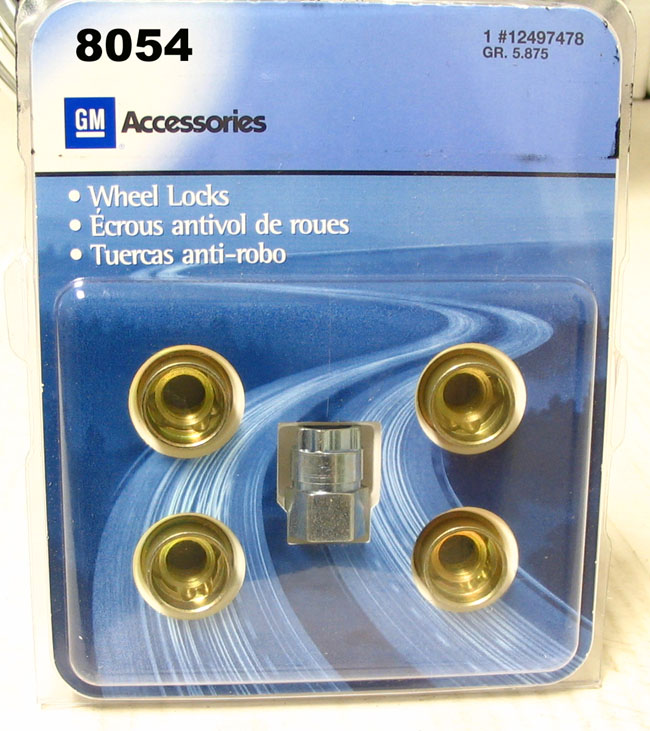 8054
1 #12497478
GR. 5.875
GM Accessories
• Wheel Locks
• Écrous antivol de roues
• Tuercas anti-robo